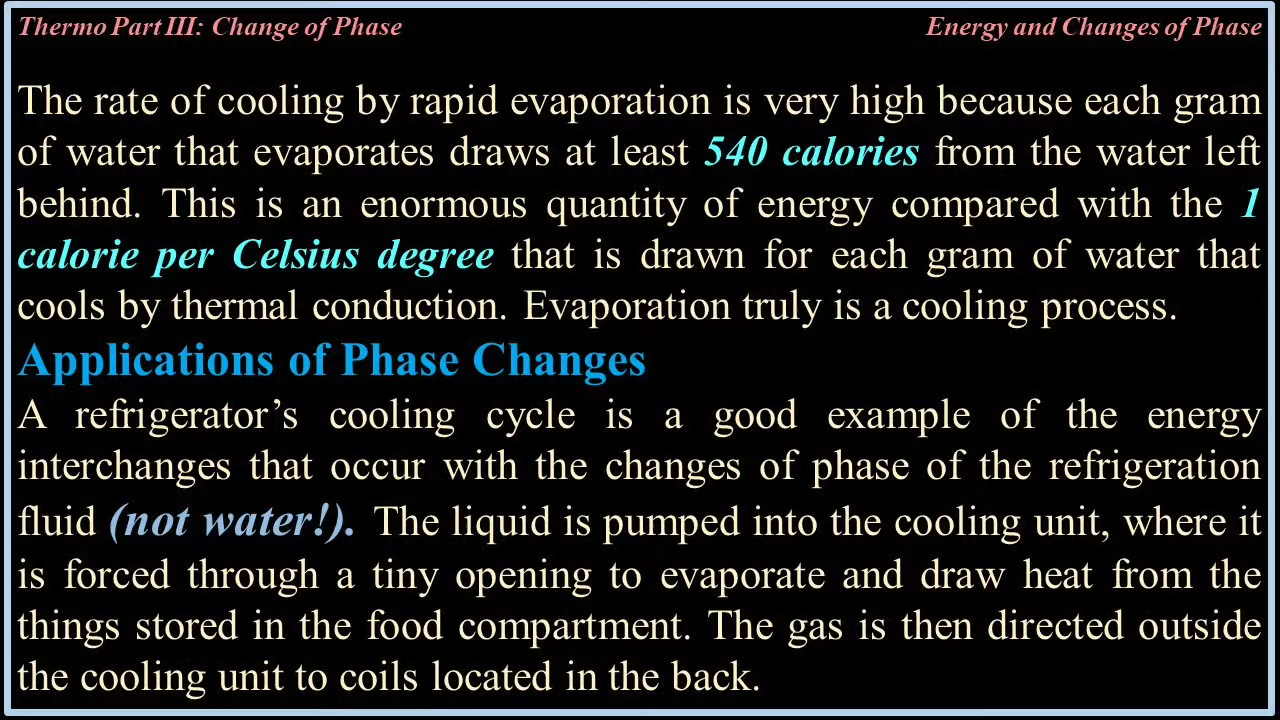 Thermo Part III: Change of Phase
Energy and Changes of Phase
The rate of cooling by rapid evaporation is very high because each gram
of water that evaporates draws at least 540 calories from the water left
behind. This is an enormous quantity of energy compared with the 1
calorie per Celsius degree that is drawn for each gram of water that
cools by thermal conduction. Evaporation truly is a cooling process.
Applications of Phase Changes
A refrigerator’s cooling cycle is a good example of the energy
interchanges that occur with the changes of phase of the refrigeration
fluid (not water!). The liquid is pumped into the cooling unit, where it
is forced through a tiny opening to evaporate and draw heat from the
things stored in the food compartment. The gas is then directed outside
the cooling unit to coils located in the back.